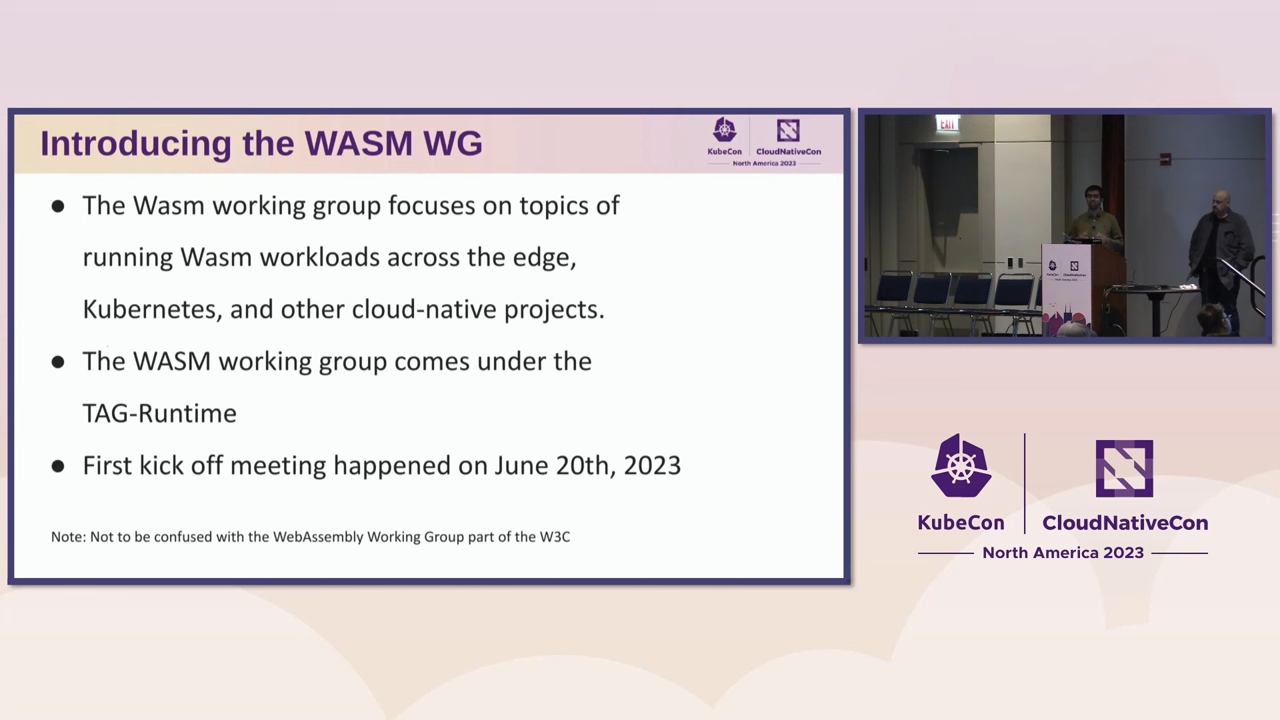 Introducing the WASM WG
KubeCon
CloudNativeCon
North America 2023
● The Wasm working group focuses on topics of
running Wasm workloads across the edge,
Kubernetes, and other cloud-native projects.
● The WASM working group comes under the
TAG-Runtime
● First kick off meeting happened on June 20th, 2023
Note: Not to be confused with the WebAssembly Working Group part of the W3C
EXIT
KubeCon
CloudNativeCon
North America 2023